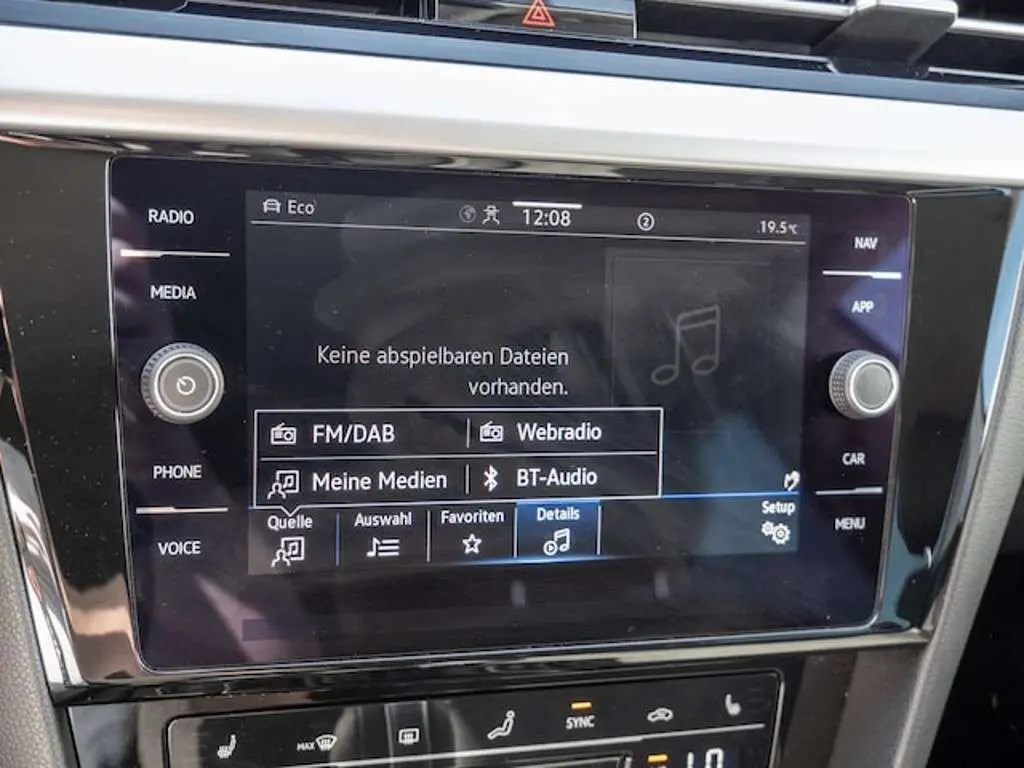 RADIO
MEDIA
PHONE
VOICE
Eco
12:08
2
19.5°C
Keine abspielbaren Dateien
vorhanden.
FM/DAB Webradio
Meine Medien BT-Audio
Quelle Auswahl Favoriten Details Setup
NAV
APP
CAR
MENU
MAX SYNC